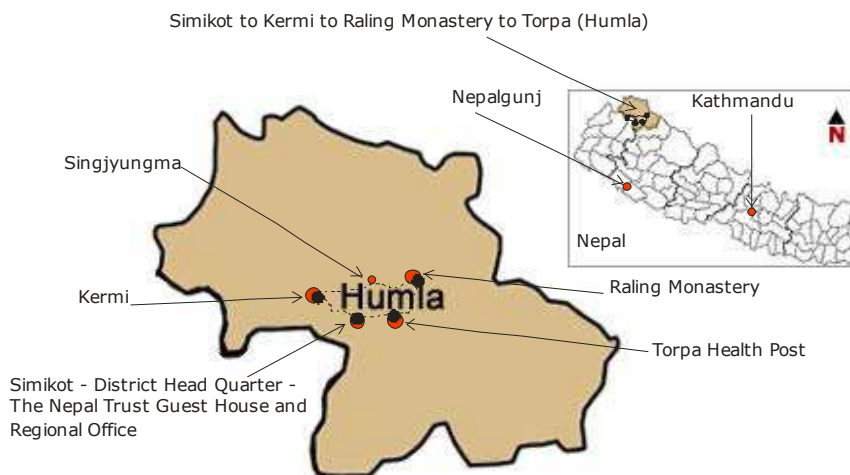 Simikot to Kermi to Raling Monastery to Torpa (Humla)
Nepalgunj
Kathmandu
N
Singjyungma
Nepal
Kermi
Humla
Raling Monastery
Torpa Health Post
Simikot - District Head Quarter -
The Nepal Trust Guest House and
Regional Office